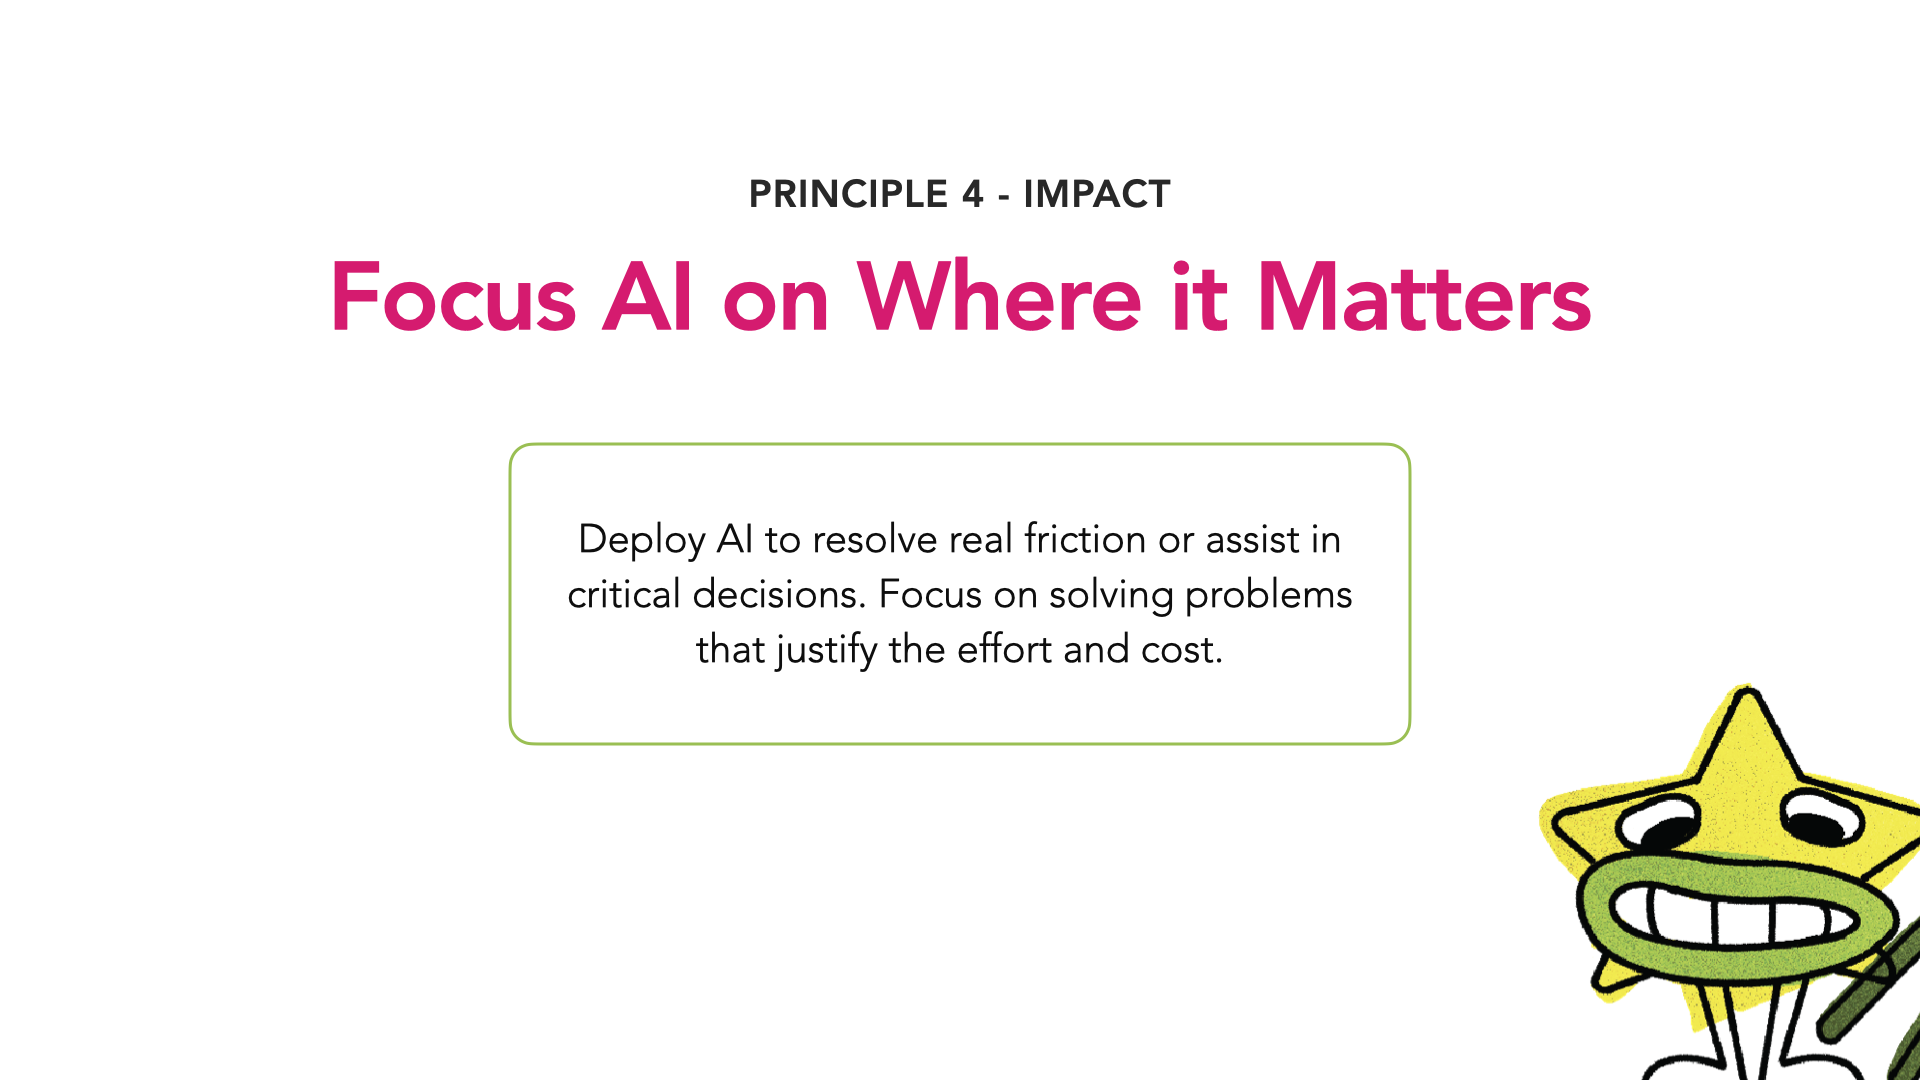 PRINCIPLE 4 - IMPACT
Focus AI on Where it Matters
Deploy AI to resolve real friction or assist in
critical decisions. Focus on solving problems
that justify the effort and cost.